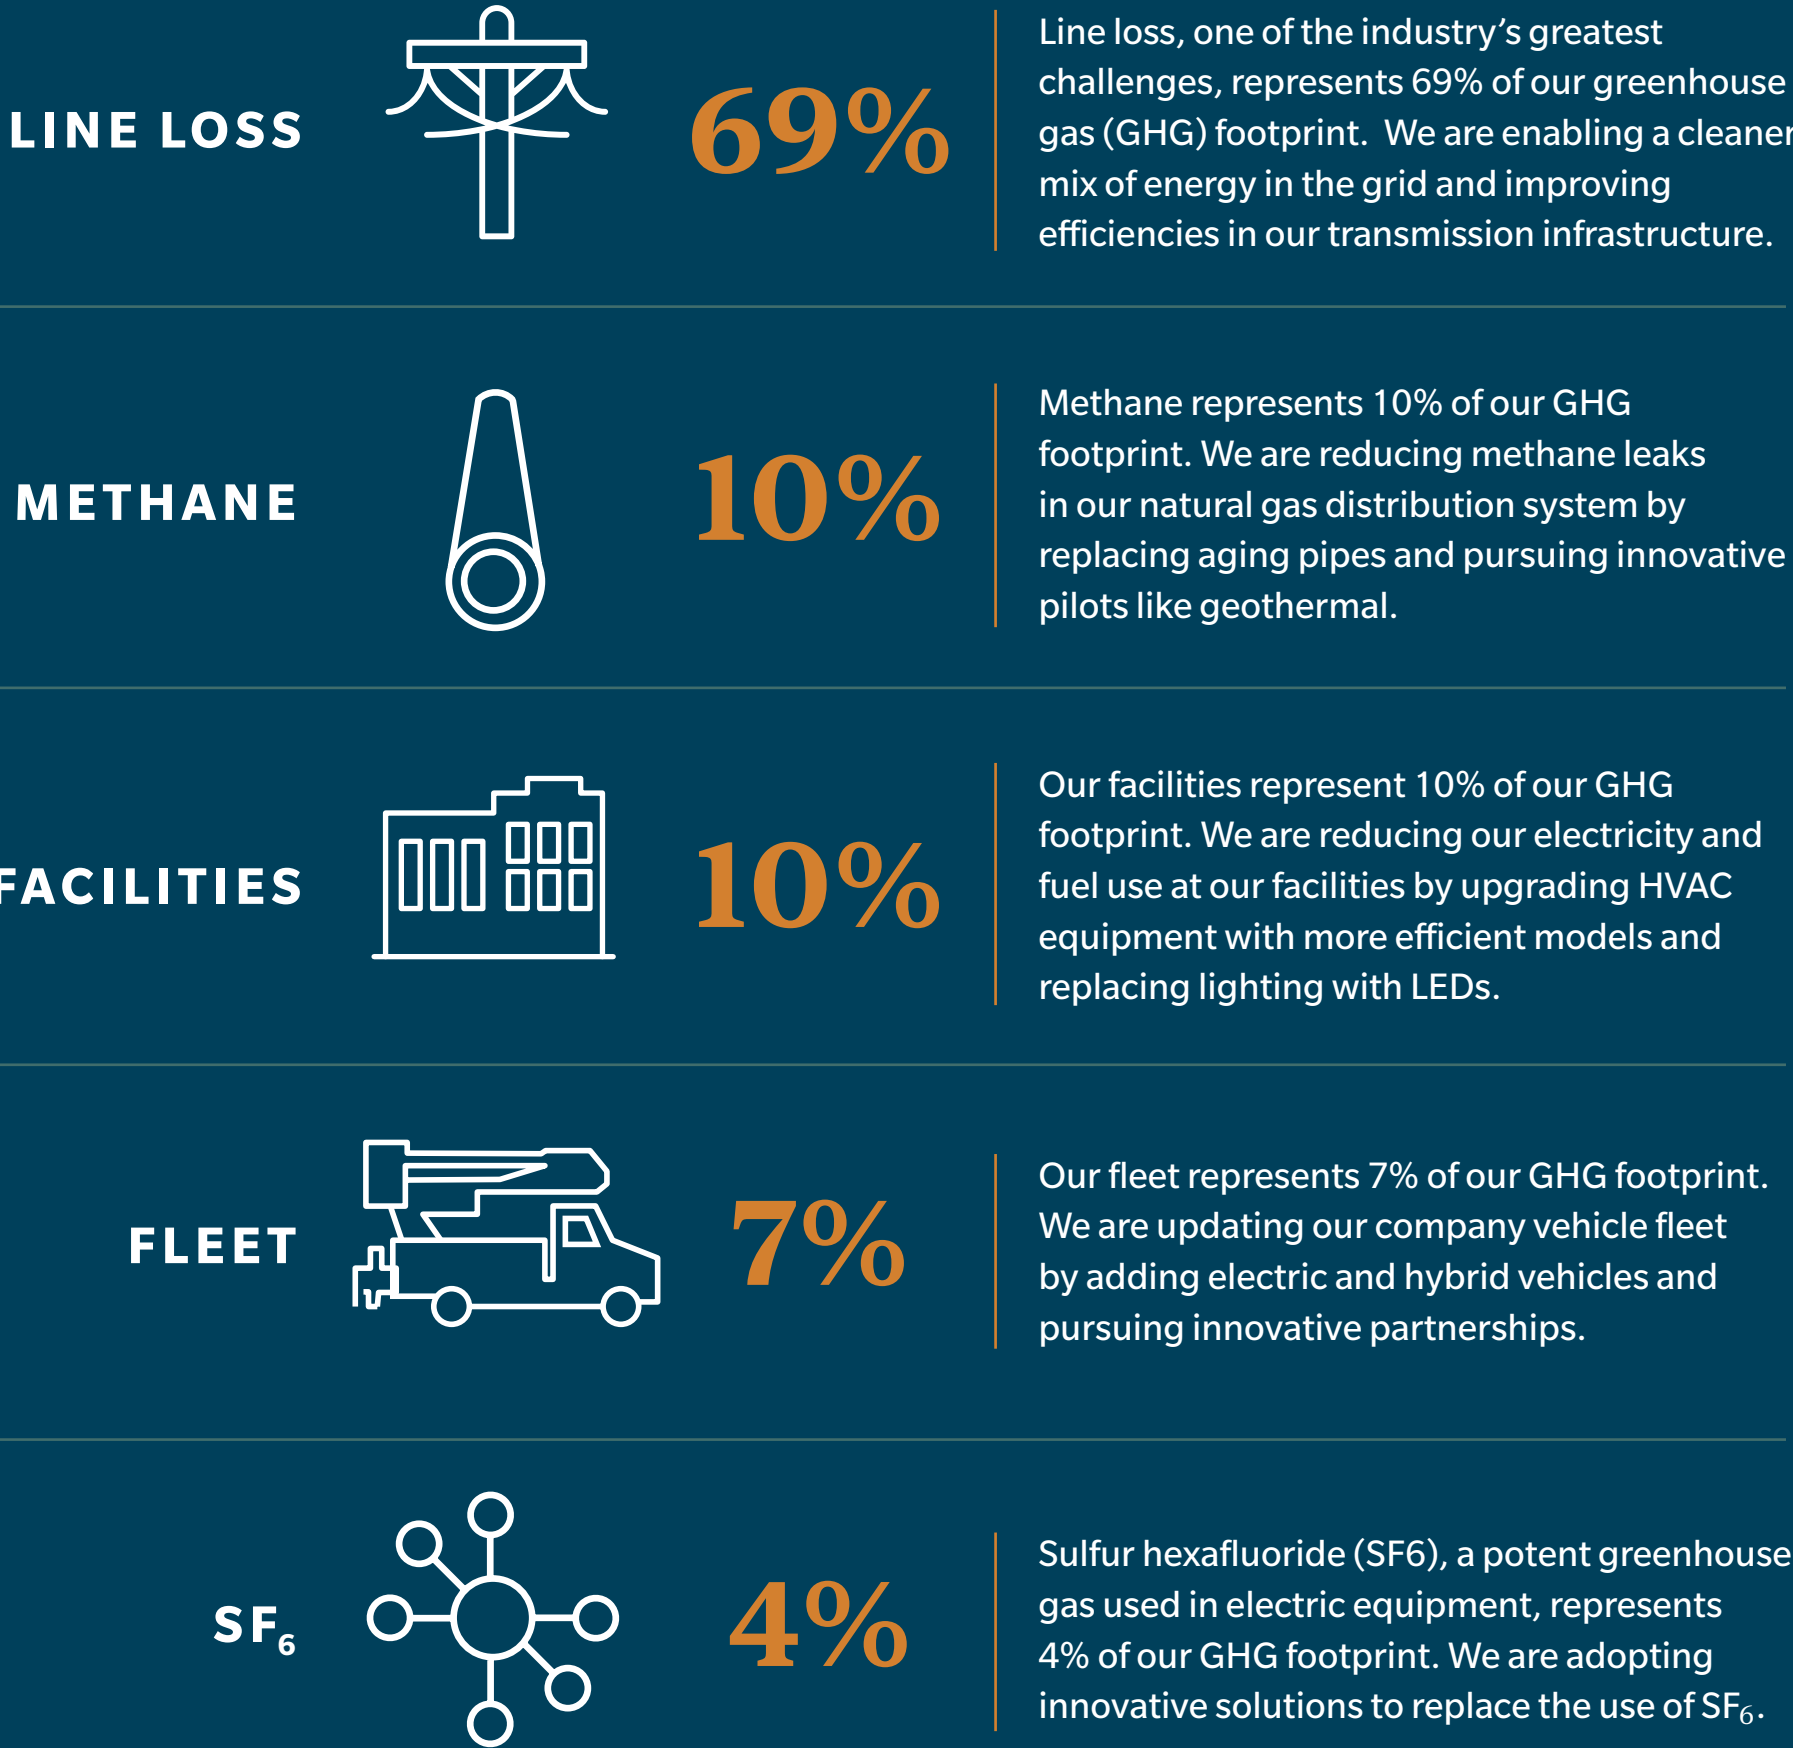 LINE LOSS
69%
Line loss, one of the industry’s greatest
challenges, represents 69% of our greenhouse
gas (GHG) footprint.  We are enabling a cleaner
mix of energy in the grid and improving
efficiencies in our transmission infrastructure.
METHANE
10%
Methane represents 10% of our GHG
footprint. We are reducing methane leaks
in our natural gas distribution system by
replacing aging pipes and pursuing innovative
pilots like geothermal.
FACILITIES
10%
Our facilities represent 10% of our GHG
footprint. We are reducing our electricity and
fuel use at our facilities by upgrading HVAC
equipment with more efficient models and
replacing lighting with LEDs.
FLEET
7%
Our fleet represents 7% of our GHG footprint.
We are updating our company vehicle fleet
by adding electric and hybrid vehicles and
pursuing innovative partnerships.
SF₆
4%
Sulfur hexafluoride (SF6), a potent greenhouse
gas used in electric equipment, represents
4% of our GHG footprint. We are adopting
innovative solutions to replace the use of SF₆.